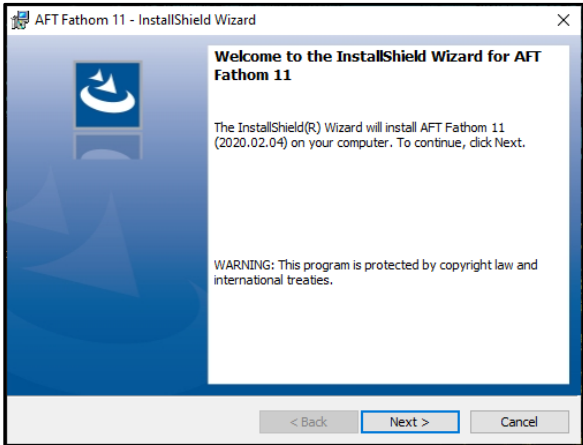 AFT Fathom 11 - InstallShield Wizard
Welcome to the InstallShield Wizard for AFT
Fathom 11
The InstallShield(R) Wizard will install AFT Fathom 11
(2020.02.04) on your computer. To continue, click Next.
WARNING: This program is protected by copyright law and
international treaties.
< Back
Next >
Cancel